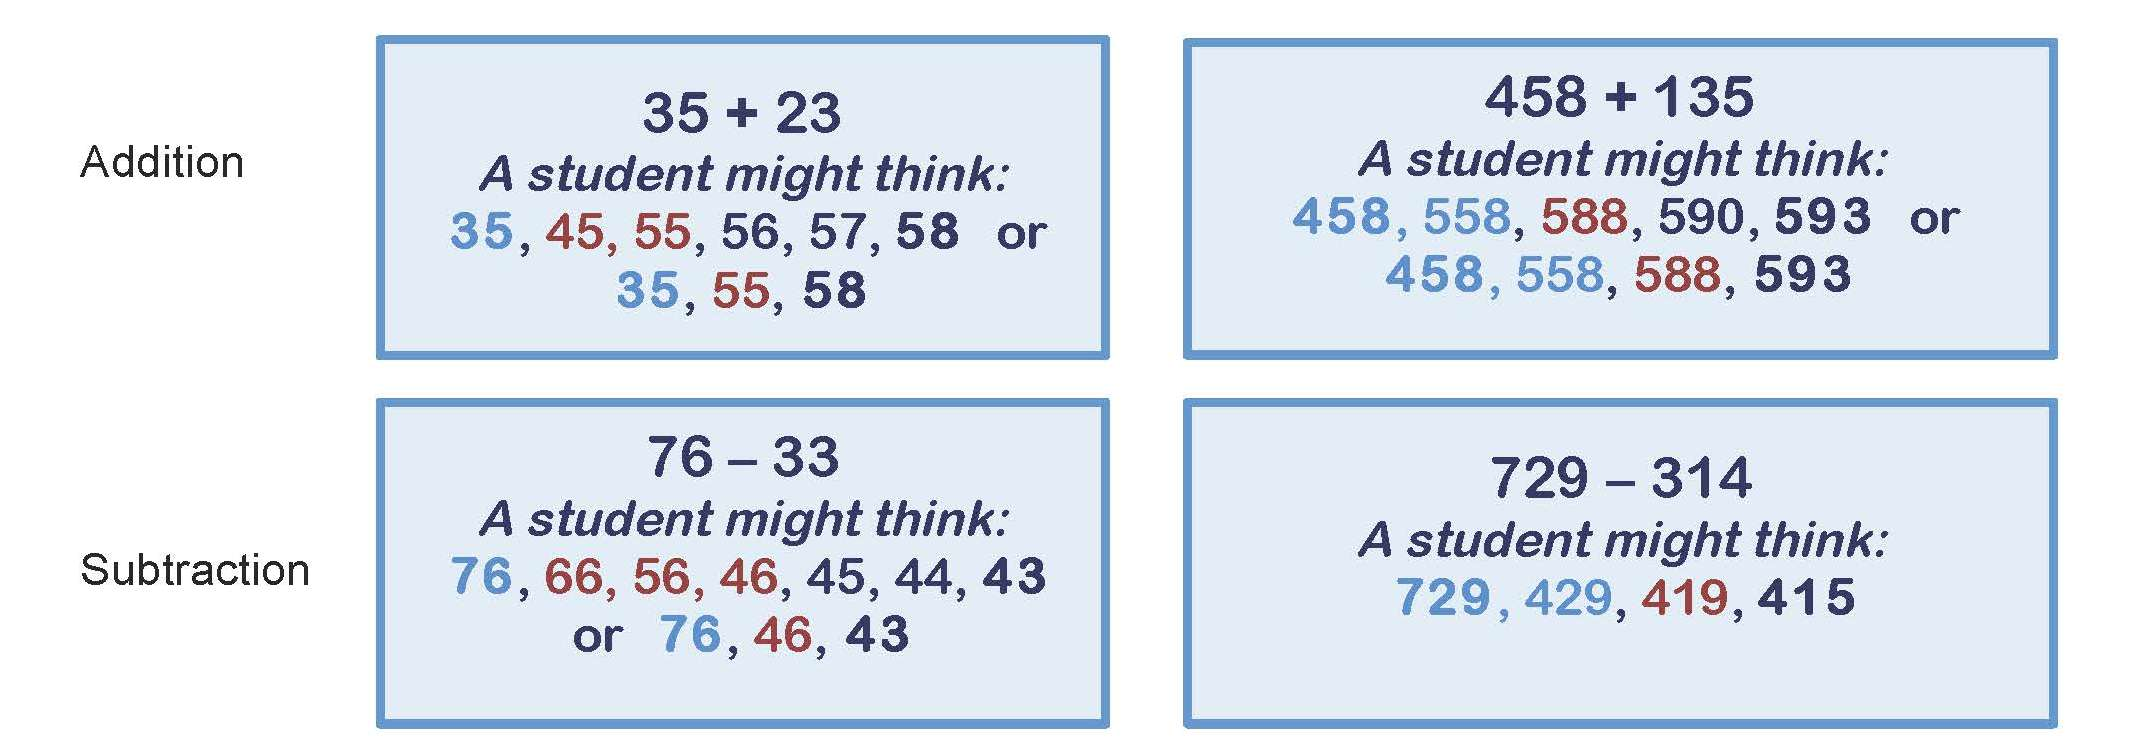 Addition
35 + 23
A student might think:
35, 45, 55, 56, 57, 58 or
35, 55, 58
458 + 135
A student might think:
458, 558, 588, 590, 593 or
458, 558, 588, 593
Subtraction
76 – 33
A student might think:
76, 66, 56, 46, 45, 44, 43
or 76, 46, 43
729 – 314
A student might think:
729, 429, 419, 415